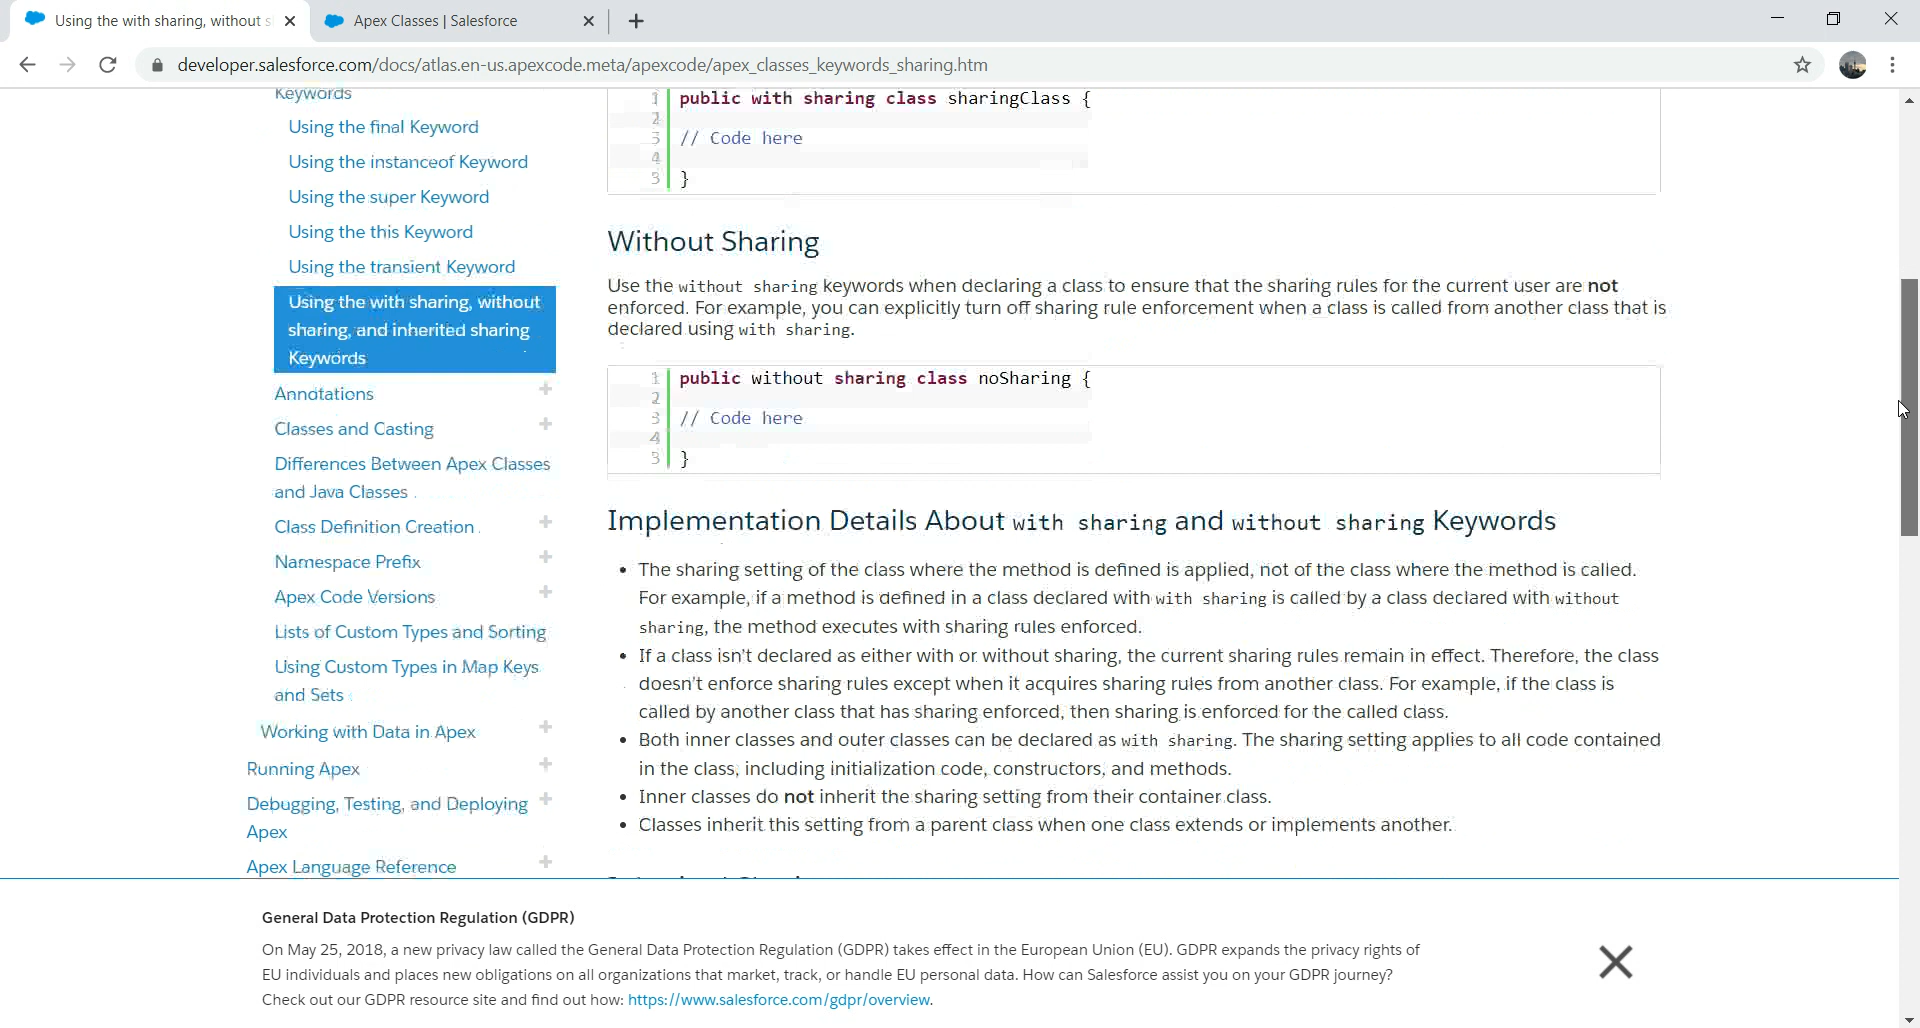 Using the with sharing, without s
Apex Classes | Salesforce
developer.salesforce.com/docs/atlas.en-us.apexcode.meta/apexcode/apex_classes_keywords_sharing.htm
Keywords
Using the final Keyword
Using the instanceof Keyword
Using the super Keyword
Using the this Keyword
Using the transient Keyword
Using the with sharing, without
sharing, and inherited sharing
Keywords
Annotations
Classes and Casting
Differences Between Apex Classes
and Java Classes
Class Definition Creation
Namespace Prefix
Apex Code Versions
Lists of Custom Types and Sorting
Using Custom Types in Map Keys
and Sets
Working with Data in Apex
Running Apex
Debugging, Testing, and Deploying
Apex
Apex Language Reference
1 public with sharing class sharingClass {
2
3 // Code here
4
3 }
Without Sharing
Use the without sharing keywords when declaring a class to ensure that the sharing rules for the current user are not
enforced. For example, you can explicitly turn off sharing rule enforcement when a class is called from another class that is
declared using with sharing.
1 public without sharing class noSharing {
2
3 // Code here
4
3 }
Implementation Details About with sharing and without sharing Keywords
• The sharing setting of the class where the method is defined is applied, not of the class where the method is called.
For example, if a method is defined in a class declared with with sharing is called by a class declared with without
sharing, the method executes with sharing rules enforced.
• If a class isn't declared as either with or without sharing, the current sharing rules remain in effect. Therefore, the class
doesn't enforce sharing rules except when it acquires sharing rules from another class. For example, if the class is
called by another class that has sharing enforced, then sharing is enforced for the called class.
• Both inner classes and outer classes can be declared as with sharing. The sharing setting applies to all code contained
in the class, including initialization code, constructors, and methods.
• Inner classes do not inherit the sharing setting from their container class.
• Classes inherit this setting from a parent class when one class extends or implements another.
General Data Protection Regulation (GDPR)
On May 25, 2018, a new privacy law called the General Data Protection Regulation (GDPR) takes effect in the European Union (EU). GDPR expands the privacy rights of
EU individuals and places new obligations on all organizations that market, track, or handle EU personal data. How can Salesforce assist you on your GDPR journey?
Check out our GDPR resource site and find out how: https://www.salesforce.com/gdpr/overview.